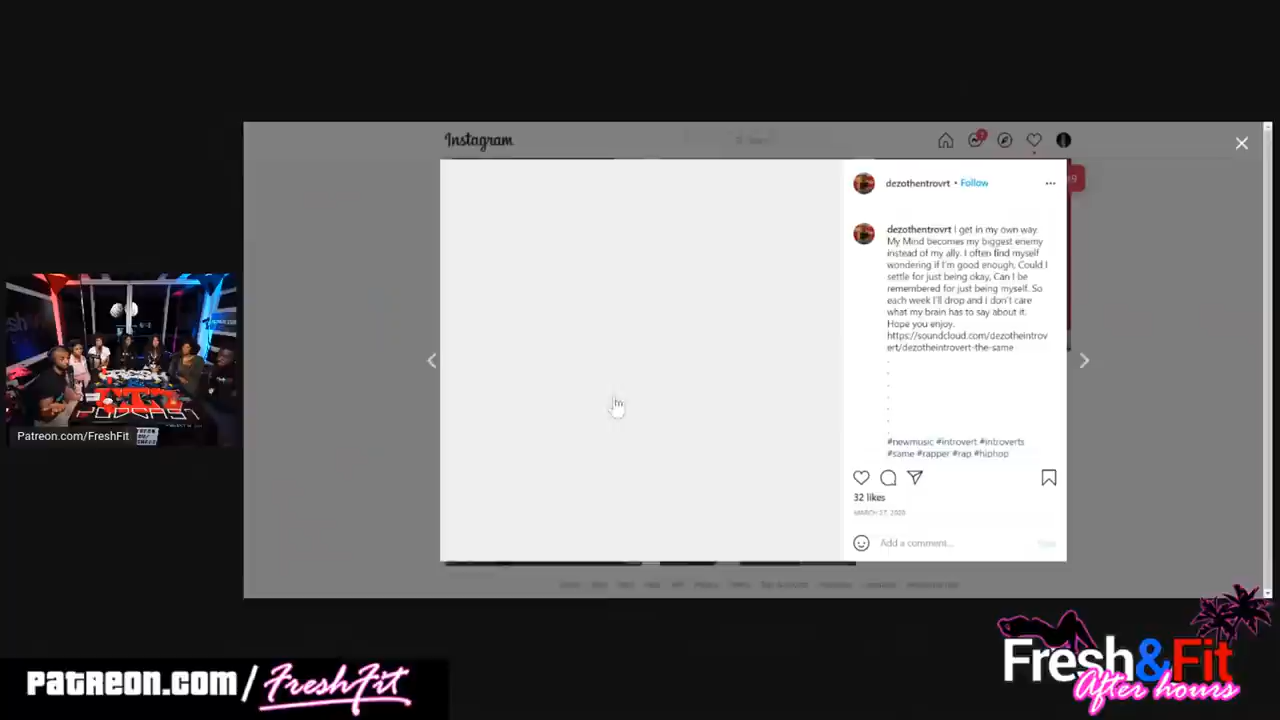 Instagram
dezothentrovrt • Follow
dezothentrovrt I get in my own way.
My Mind becomes my biggest enemy
instead of my ally. I often find myself
wondering if I'm good enough, Could I
settle for just being okay, Can I be
remembered for just being myself. So
each week I'll drop and I don't care
what my brain has to say about it.
Hope you enjoy.
https://soundcloud.com/dezotheintrov
ert/dezotheintrovert-the-same
.
.
.
.
.
.
.
#newmusic #introvert #introverts
#same #rapper #rap #hiphop
32 likes
MARCH 27, 2020
Add a comment...
PODCAST
Patreon.com/FreshFit
Patreon.com/FreshFit
Fresh&Fit
After hours